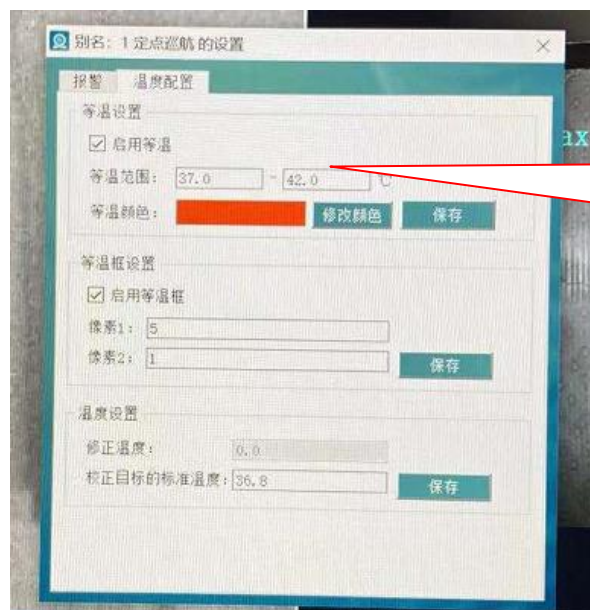 别名: 1 定点巡航 的设置
报警 温度配置
等温设置
启用等温
等温范围: 37.0 - 42.0 ℃
等温颜色: 修改颜色 保存
等温框设置
启用等温框
像素1: 5
像素2: 1 保存
温度设置
修正温度: 0.0
校正目标的标准温度: 36.8 保存
ax